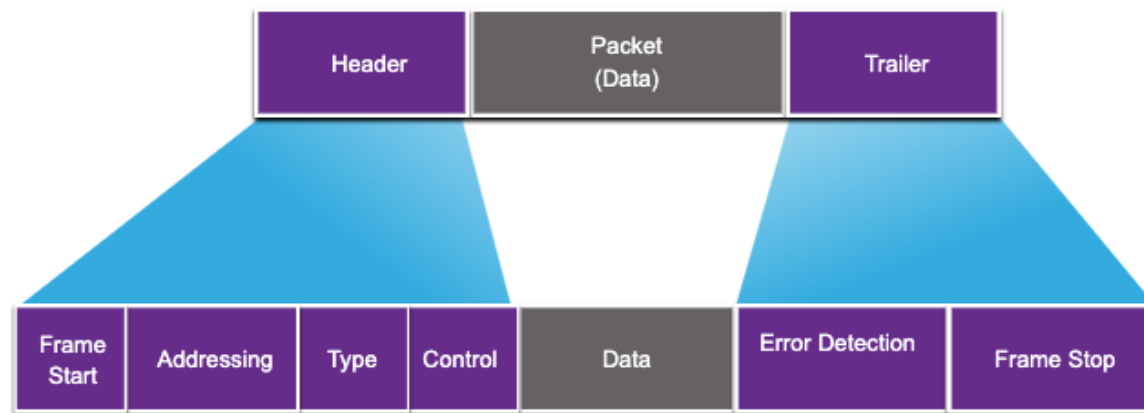 Header
Packet
(Data)
Trailer
Frame
Start
Addressing
Type
Control
Data
Error Detection
Frame Stop